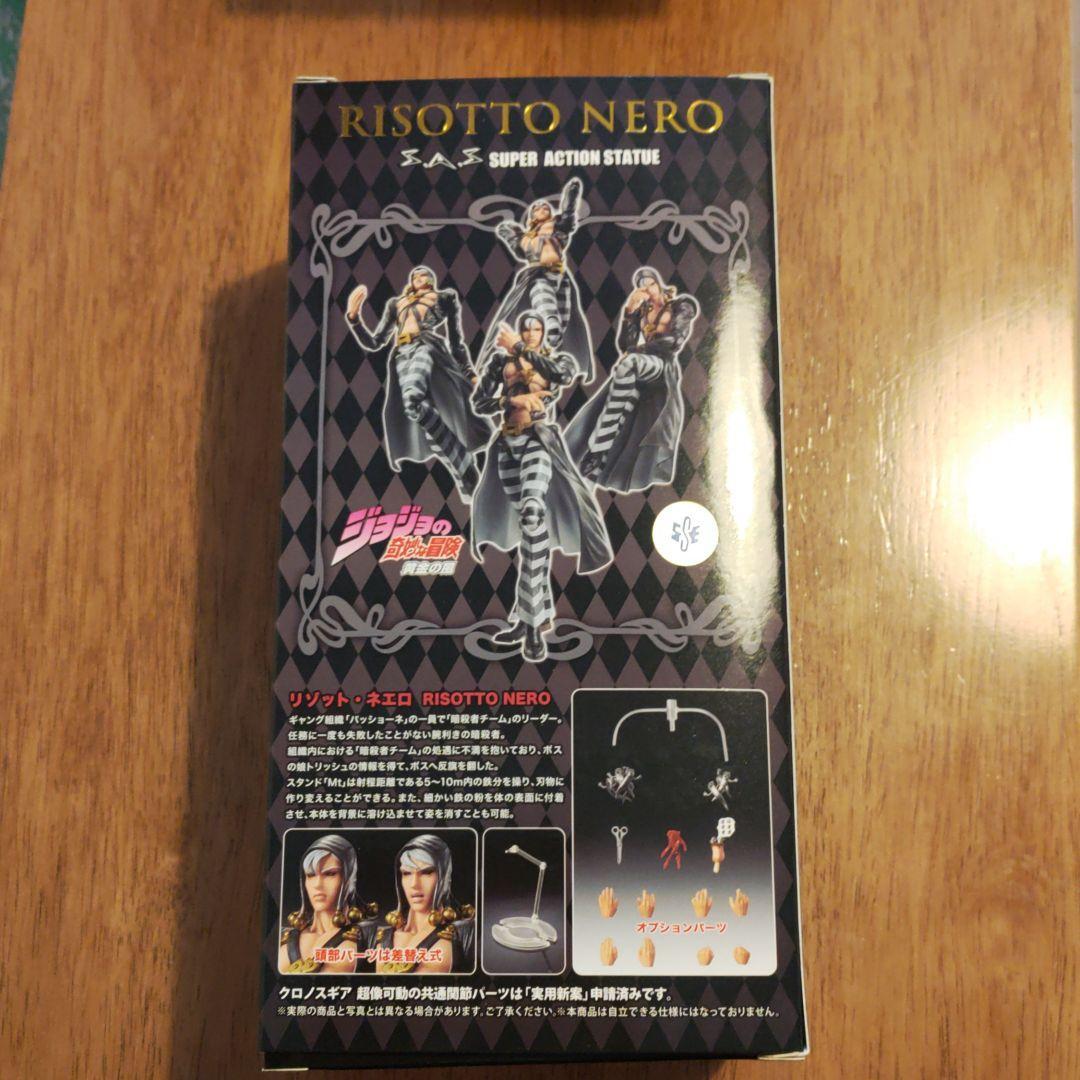 RISOTTO NERO
S.A.S SUPER ACTION STATUE
ジョジョの
奇妙な冒険
黄金の風
リゾット・ネエロ RISOTTO NERO
ギャング組織「パッショーネ」の一員で「暗殺者チーム」のリーダー。
任務に一度も失敗したことがない腕利きの暗殺者。
組織内における「暗殺者チーム」の処遇に不満を抱いており、ボス
の娘トリッシュの情報を得て、ボスへ反旗を翻した。
スタンド「Mt」は射程距離である5〜10m内の鉄分を操り、刃物に
作り変えることができる。また、細かい鉄の粉を体の表面に付着
させ、本体を背景に溶け込ませて姿を消すことも可能。
頭部パーツは差替え式
オプションパーツ
クロノスギア 超像可動の共通関節パーツは「実用新案」申請済みです。
※実際の商品と写真とは異なる場合があります。ご了承ください。※本商品は自立できる仕様にはなっておりません。